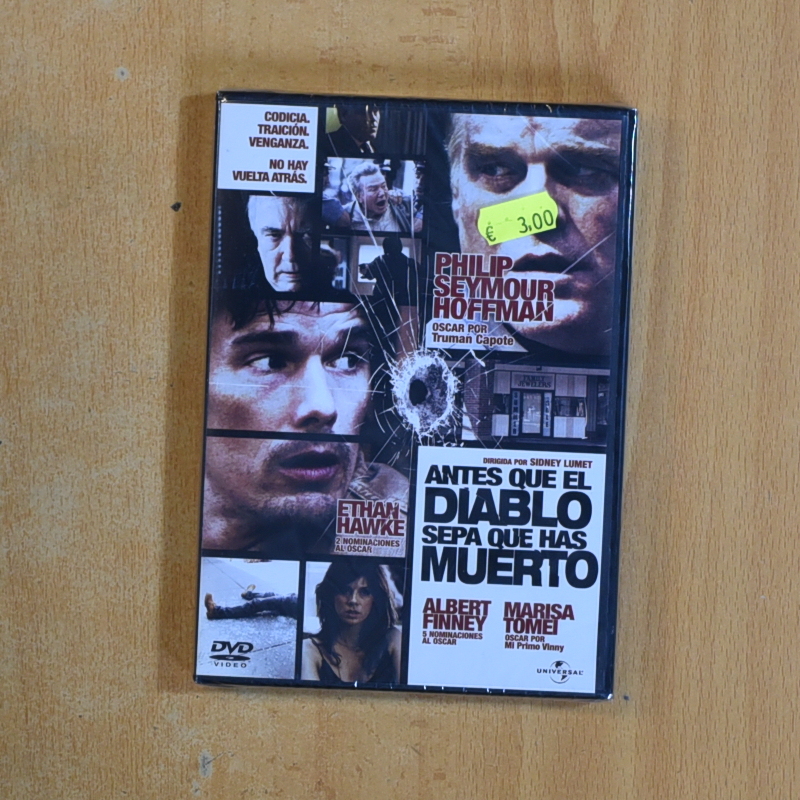 CODICIA.
TRAICIÓN.
VENGANZA.
NO HAY
VUELTA ATRÁS.
€ 3,00
PHILIP
SEYMOUR
HOFFMAN
OSCAR POR
Truman Capote
FAMILY
JEWELERS
ETHAN
HAWKE
2 NOMINACIONES
AL OSCAR
DIRIGIDA POR SIDNEY LUMET
ANTES QUE EL
DIABLO
SEPA QUE HAS
MUERTO
ALBERT
FINNEY
5 NOMINACIONES
AL OSCAR
MARISA
TOMEI
OSCAR POR
Mi Primo Vinny
DVD
VIDEO
UNIVERSAL